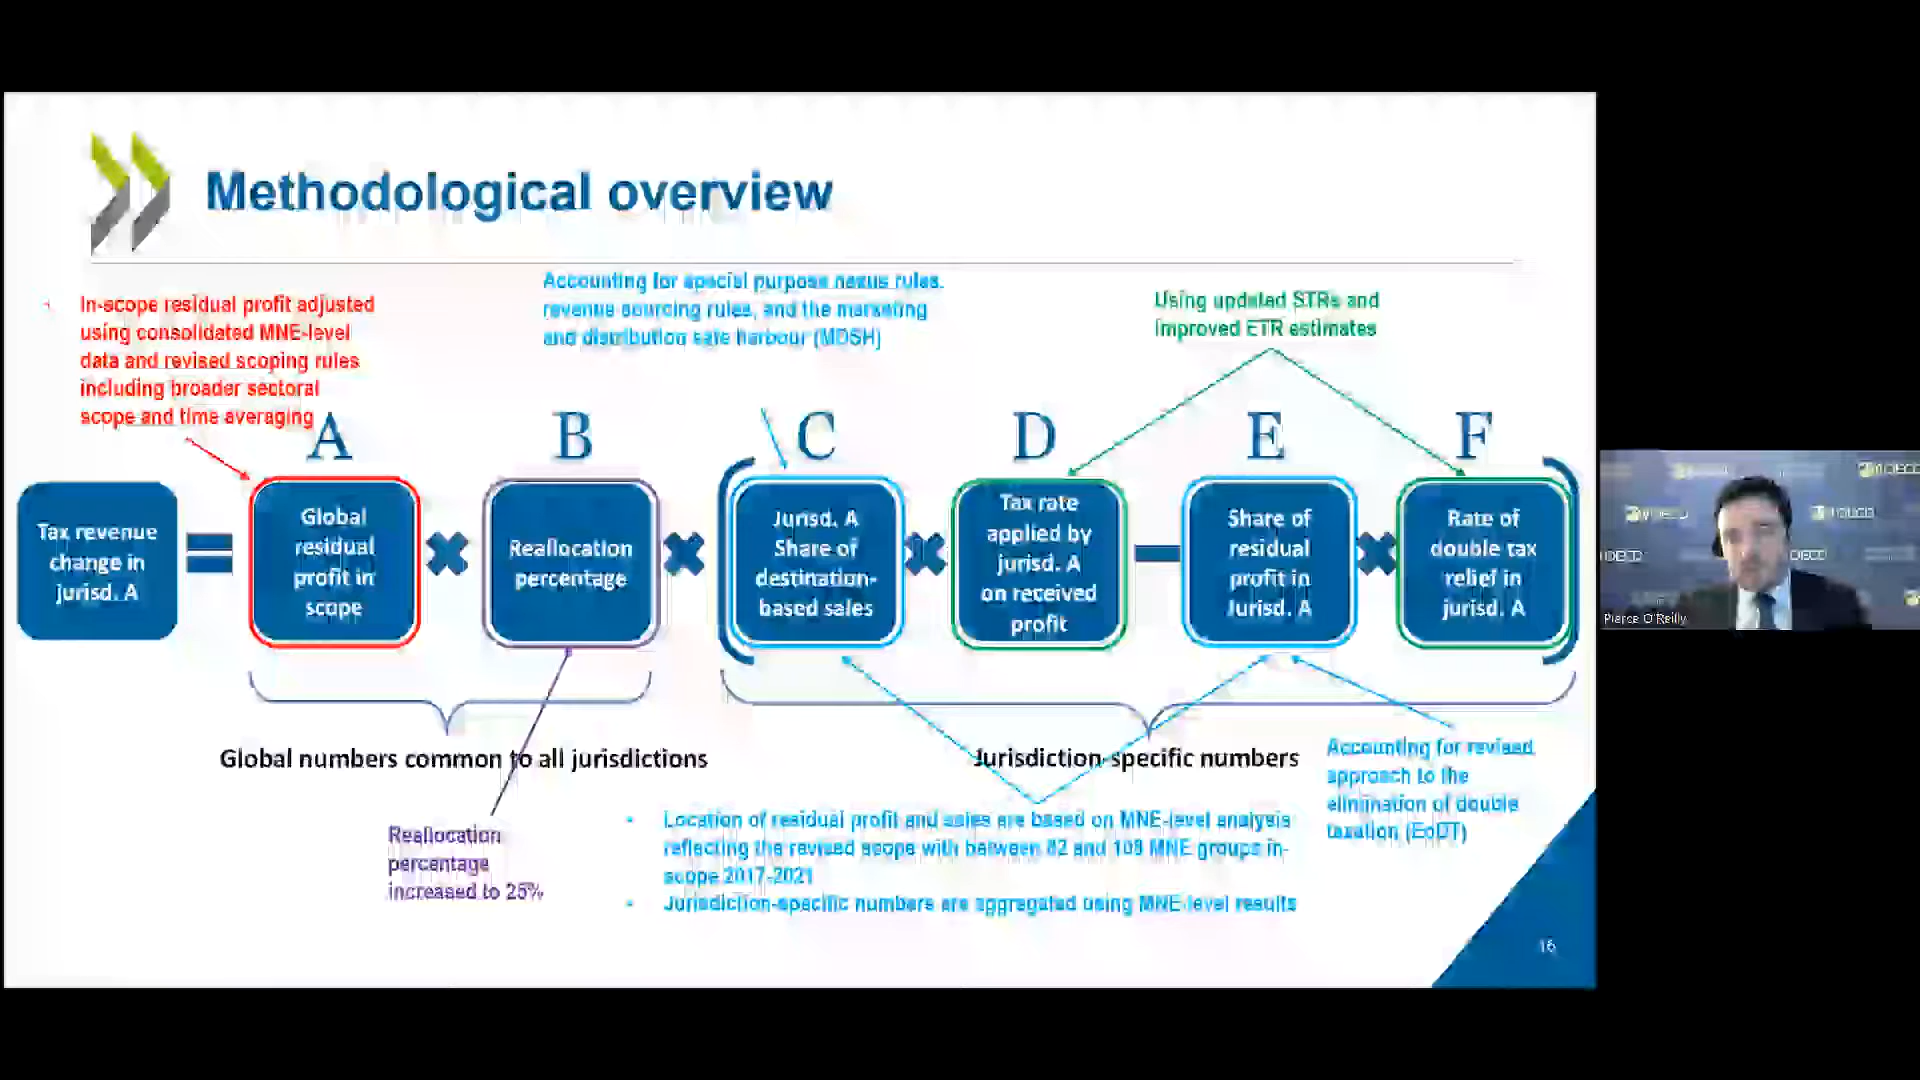 Methodological overview
In-scope residual profit adjusted
using consolidated MNE-level
data and revised scoping rules
including broader sectoral
scope and time averaging
Accounting for special purpose nexus rules,
revenue sourcing rules, and the marketing
and distribution safe harbour (MDSH)
Using updated STRs and
improved ETR estimates
A
B
C
D
E
F
Tax revenue
change in
jurisd. A
Global
residual
profit in
scope
Reallocation
percentage
Jurisd. A
Share of
destination-
based sales
Tax rate
applied by
jurisd. A
on received
profit
Share of
residual
profit in
Jurisd. A
Rate of
double tax
relief in
jurisd. A
Global numbers common to all jurisdictions
Jurisdiction-specific numbers
Reallocation
percentage
increased to 25%
Location of residual profit and sales are based on MNE-level analysis
reflecting the revised scope with between 82 and 109 MNE groups in-
scope 2017-2021
Jurisdiction-specific numbers are aggregated using MNE-level results
Accounting for revised
approach to the
elimination of double
taxation (EoDT)
16
OECD
OECD
OECD
Pierce O'Reilly